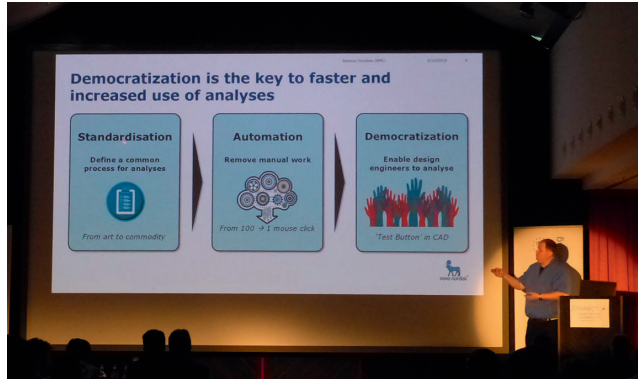 Democratization is the key to faster and
increased use of analyses
Standardisation
Define a common
process for analyses
From art to commodity
Automation
Remove manual work
From 100 → 1 mouse click
Democratization
Enable design
engineers to analyse
'Test Button' in CAD
novo nordisk